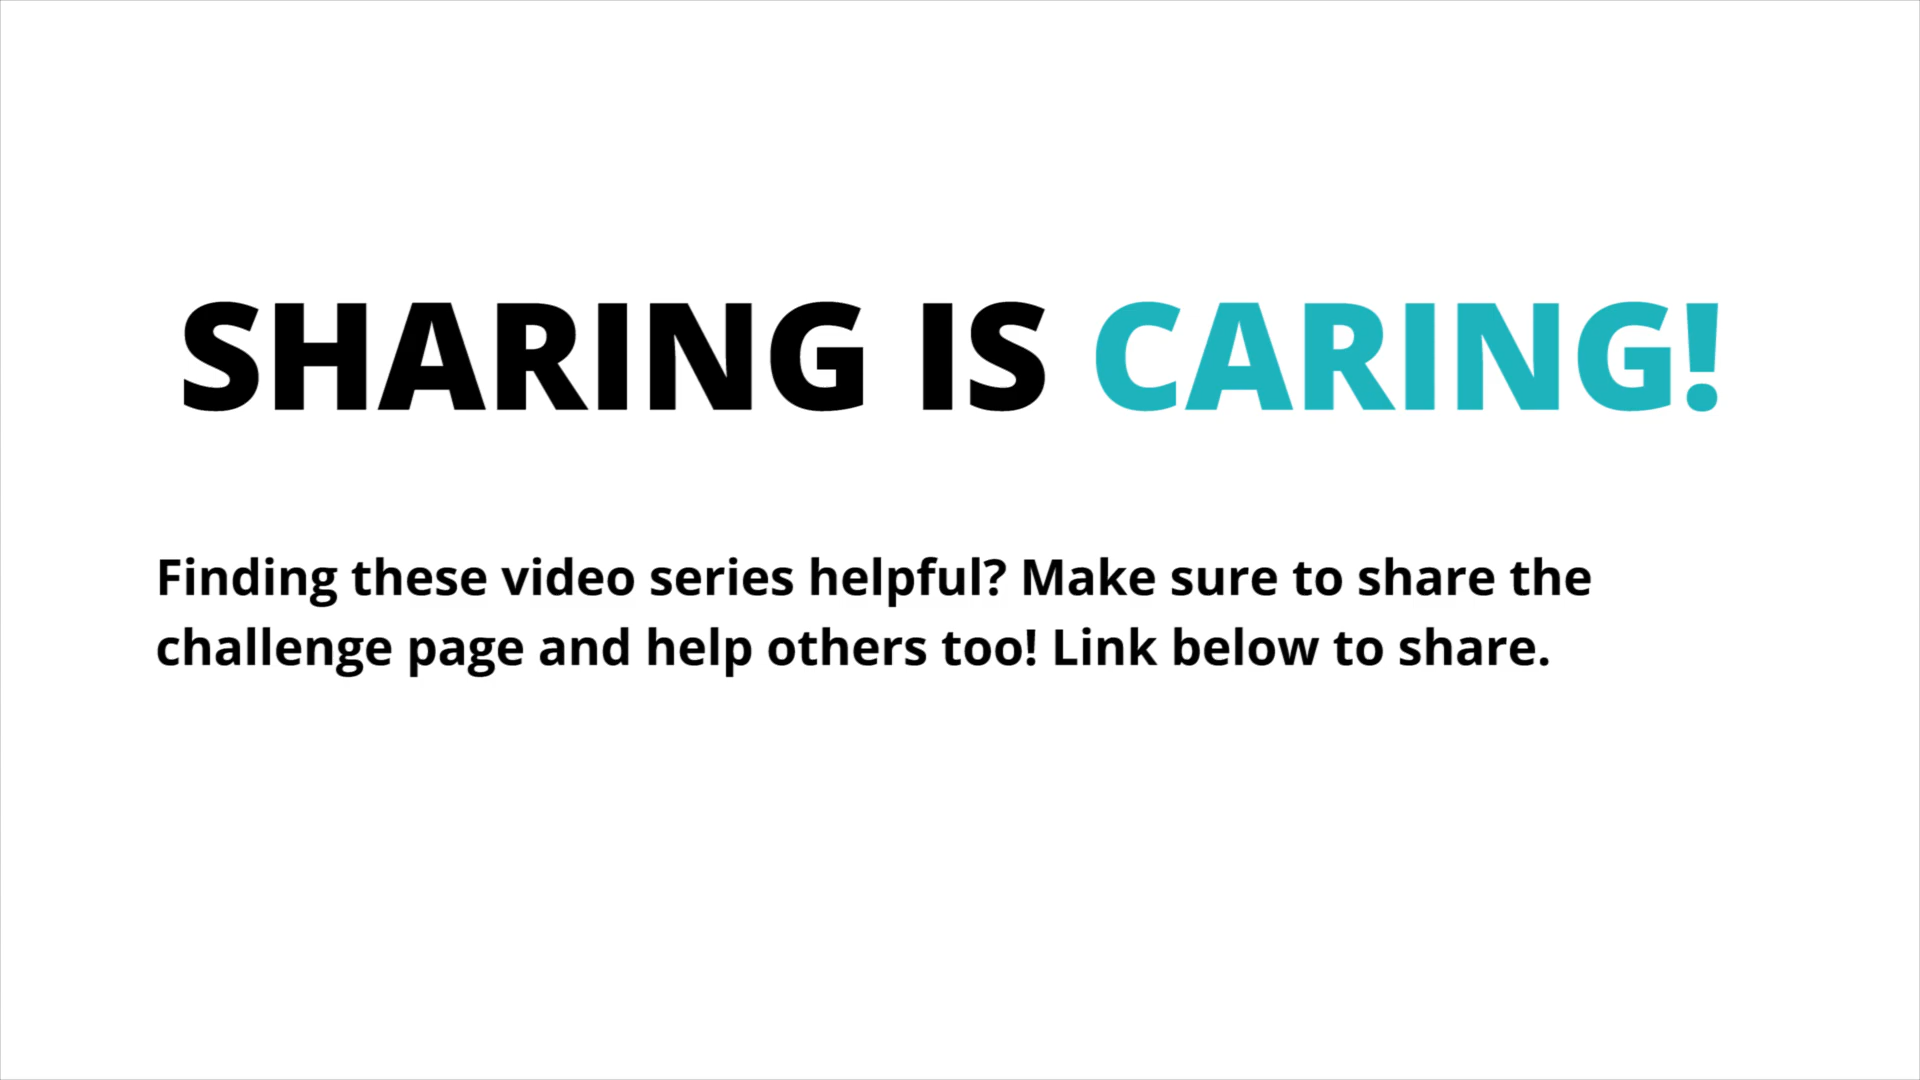 SHARING IS CARING!
Finding these video series helpful? Make sure to share the
challenge page and help others too! Link below to share.